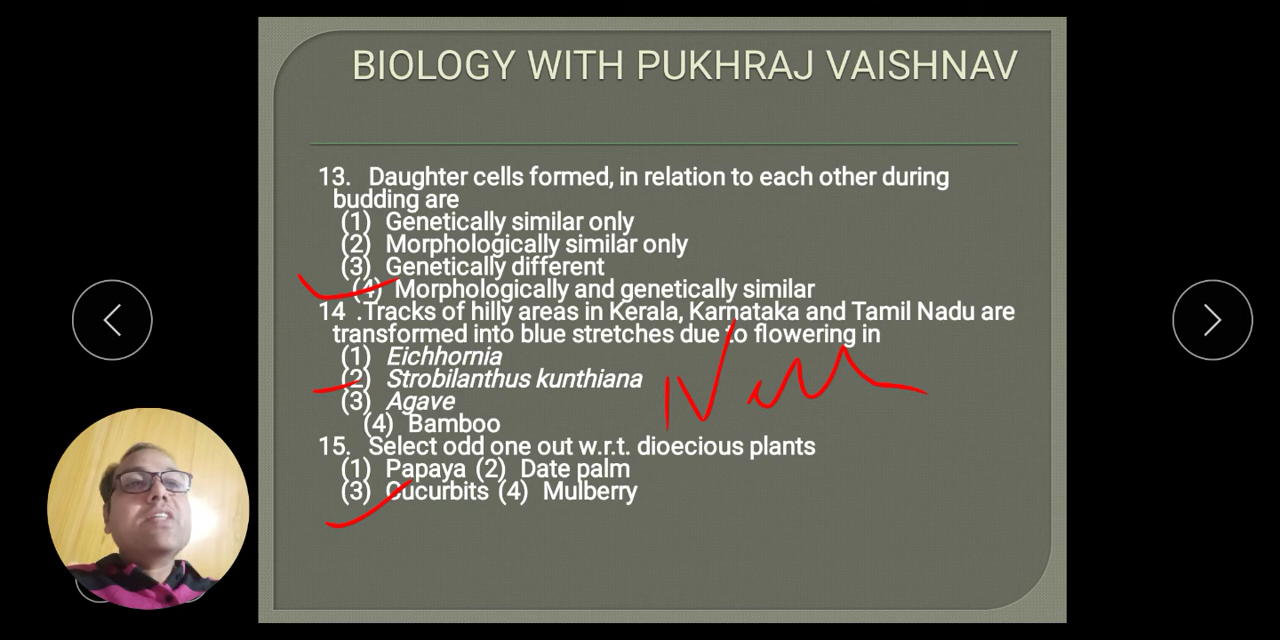 BIOLOGY WITH PUKHRAJ VAISHNAV
13. Daughter cells formed, in relation to each other during
budding are
(1) Genetically similar only
(2) Morphologically similar only
(3) Genetically different
(4) Morphologically and genetically similar
14 .Tracks of hilly areas in Kerala, Karnataka and Tamil Nadu are
transformed into blue stretches due to flowering in
(1) Eichhornia
(2) Strobilanthus kunthiana
(3) Agave
(4) Bamboo
15. Select odd one out w.r.t. dioecious plants
(1) Papaya (2) Date palm
(3) Cucurbits (4) Mulberry